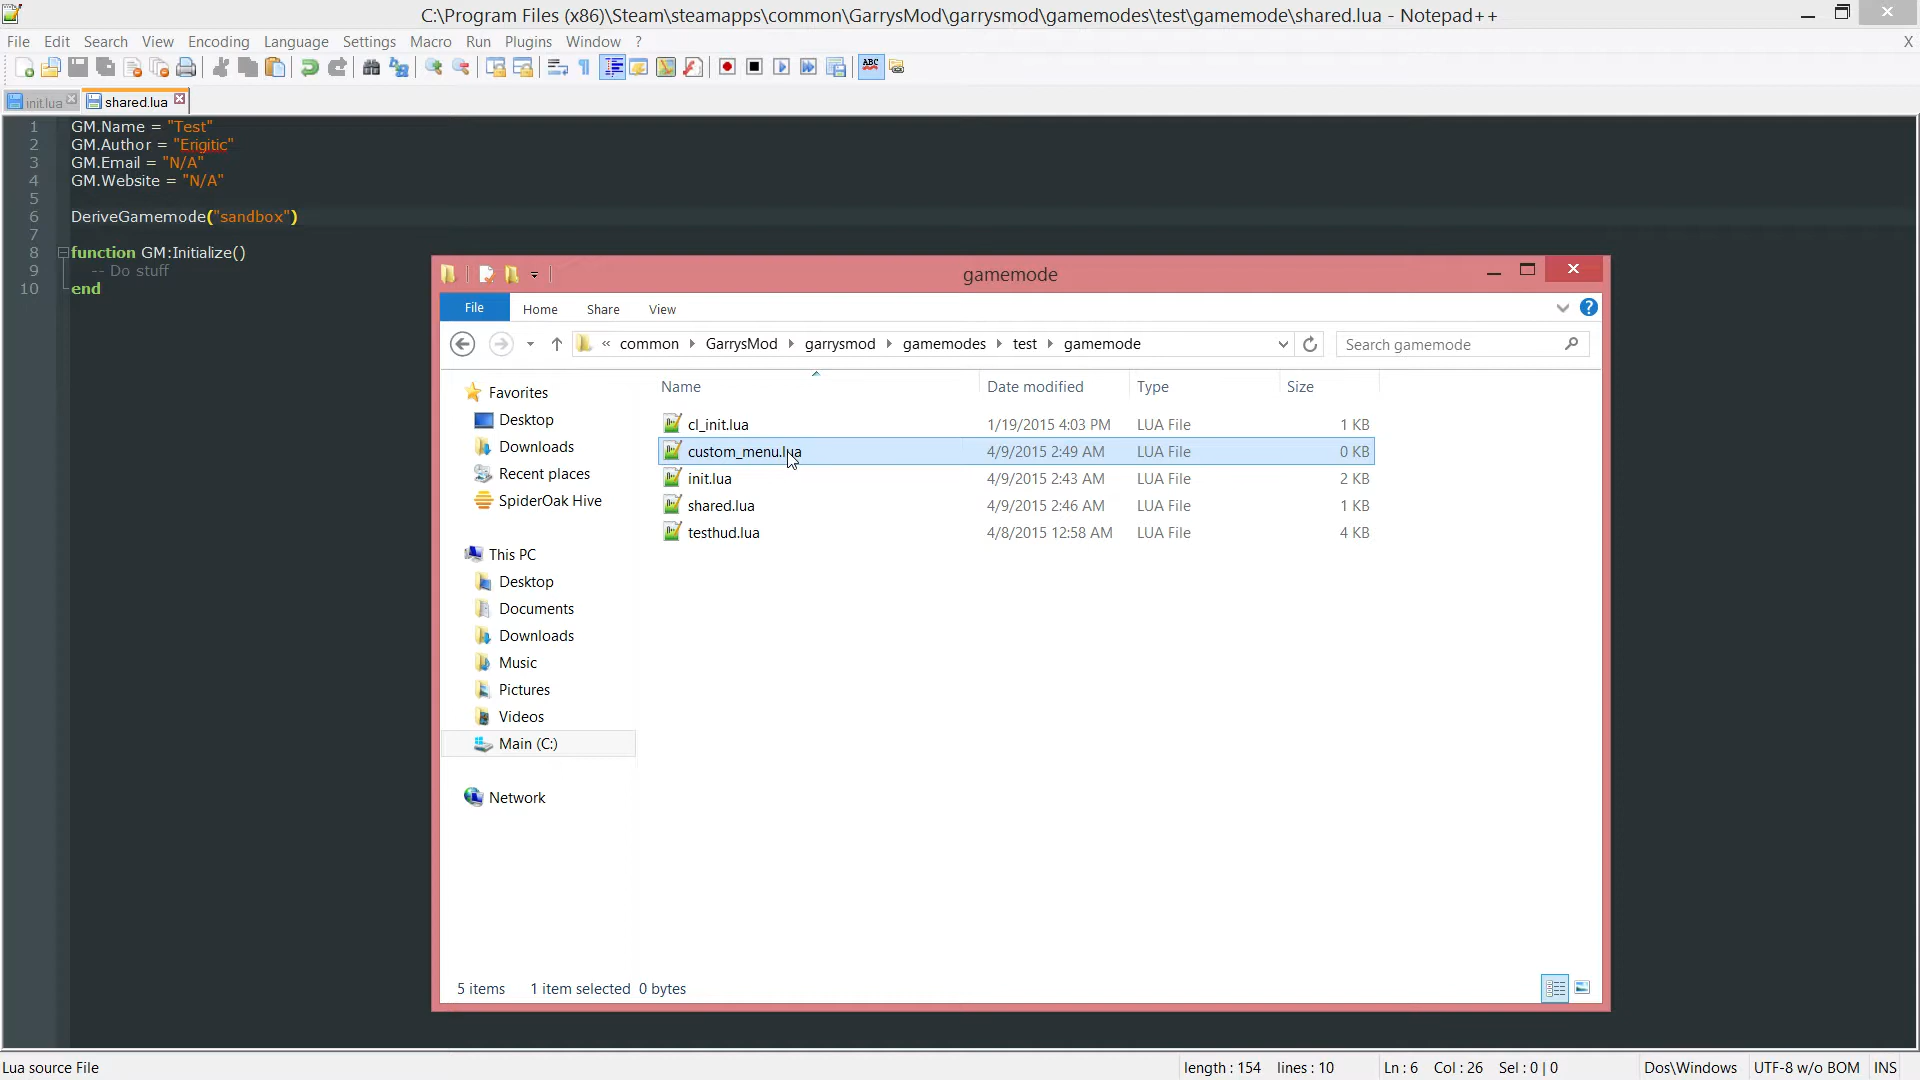 C:\Program Files (x86)\Steam\steamapps\common\GarrysMod\garrysmod\gamemodes\test\gamemode\shared.lua - Notepad++
File Edit Search View Encoding Language Settings Macro Run Plugins Window ? X
ABC
init.lua shared.lua
1 GM.Name = "Test"
2 GM.Author = "Erigitic"
3 GM.Email = "N/A"
4 GM.Website = "N/A"
5
6 DeriveGamemode("sandbox")
7
8 function GM:Initialize()
9 -- Do stuff
10 end
gamemode
File Home Share View
« common GarrysMod garrysmod gamemodes test gamemode Search gamemode
Name Date modified Type Size
cl_init.lua 1/19/2015 4:03 PM LUA File 1 KB
custom_menu.lua 4/9/2015 2:49 AM LUA File 0 KB
init.lua 4/9/2015 2:43 AM LUA File 2 KB
shared.lua 4/9/2015 2:46 AM LUA File 1 KB
testhud.lua 4/8/2015 12:58 AM LUA File 4 KB
Favorites
Desktop
Downloads
Recent places
SpiderOak Hive
This PC
Desktop
Documents
Downloads
Music
Pictures
Videos
Main (C:)
Network
5 items 1 item selected 0 bytes
Lua source File length : 154 lines : 10 Ln : 6 Col : 26 Sel : 0 | 0 Dos\Windows UTF-8 w/o BOM INS